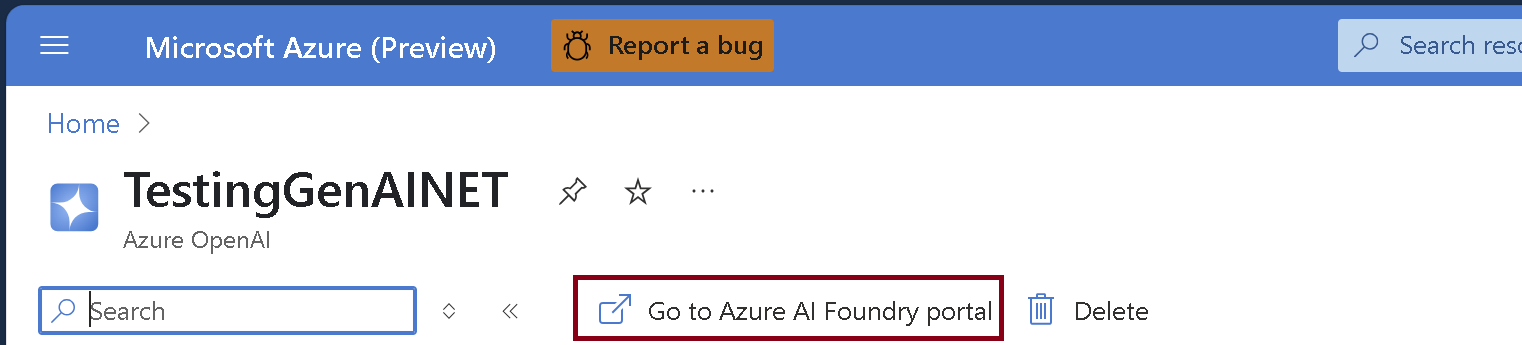 Microsoft Azure (Preview) Report a bug Search reso
Home
TestingGenAINET ...
Azure OpenAI
Search Go to Azure AI Foundry portal Delete